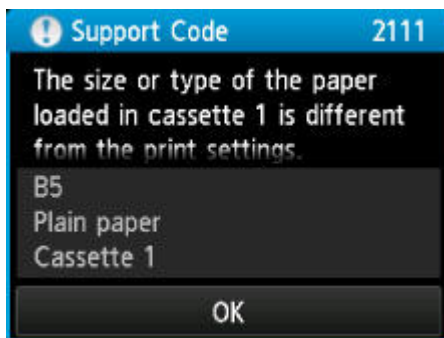 Support Code 2111
The size or type of the paper
loaded in cassette 1 is different
from the print settings.
B5
Plain paper
Cassette 1
OK